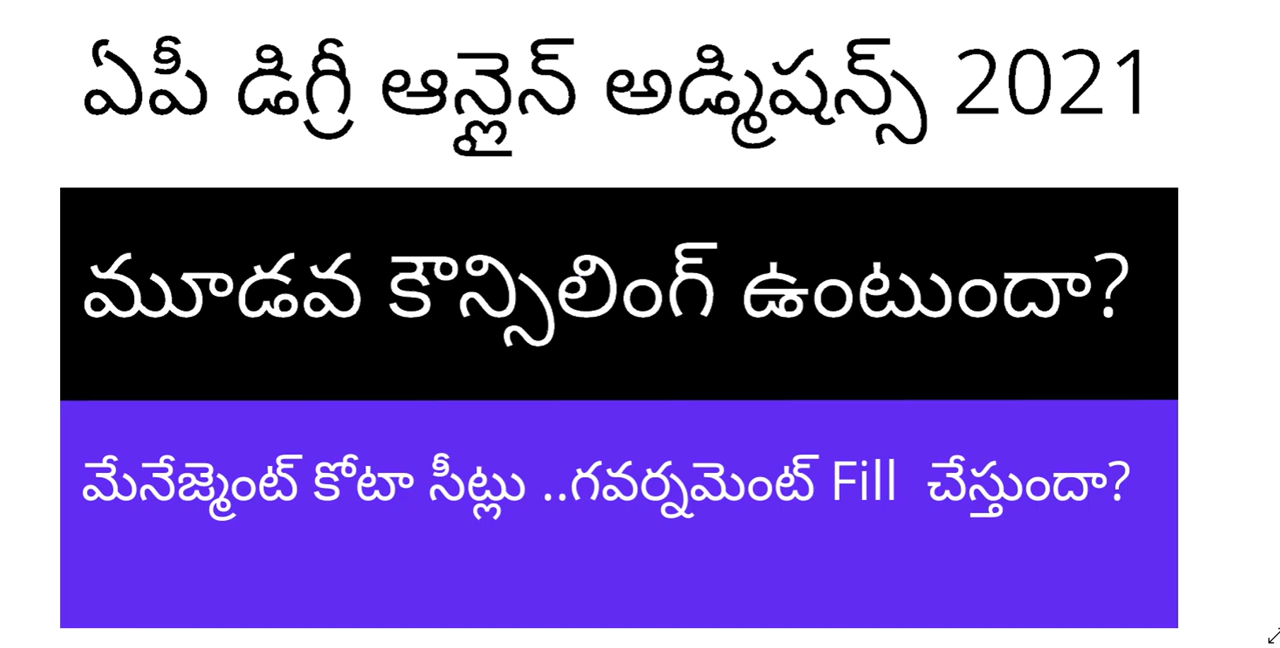 ఏపీ డిగ్రీ ఆన్లైన్ అడ్మిషన్స్ 2021
మూడవ కౌన్సిలింగ్ ఉంటుందా?
మేనేజ్మెంట్ కోటా సీట్లు ..గవర్నమెంట్ Fill చేస్తుందా?